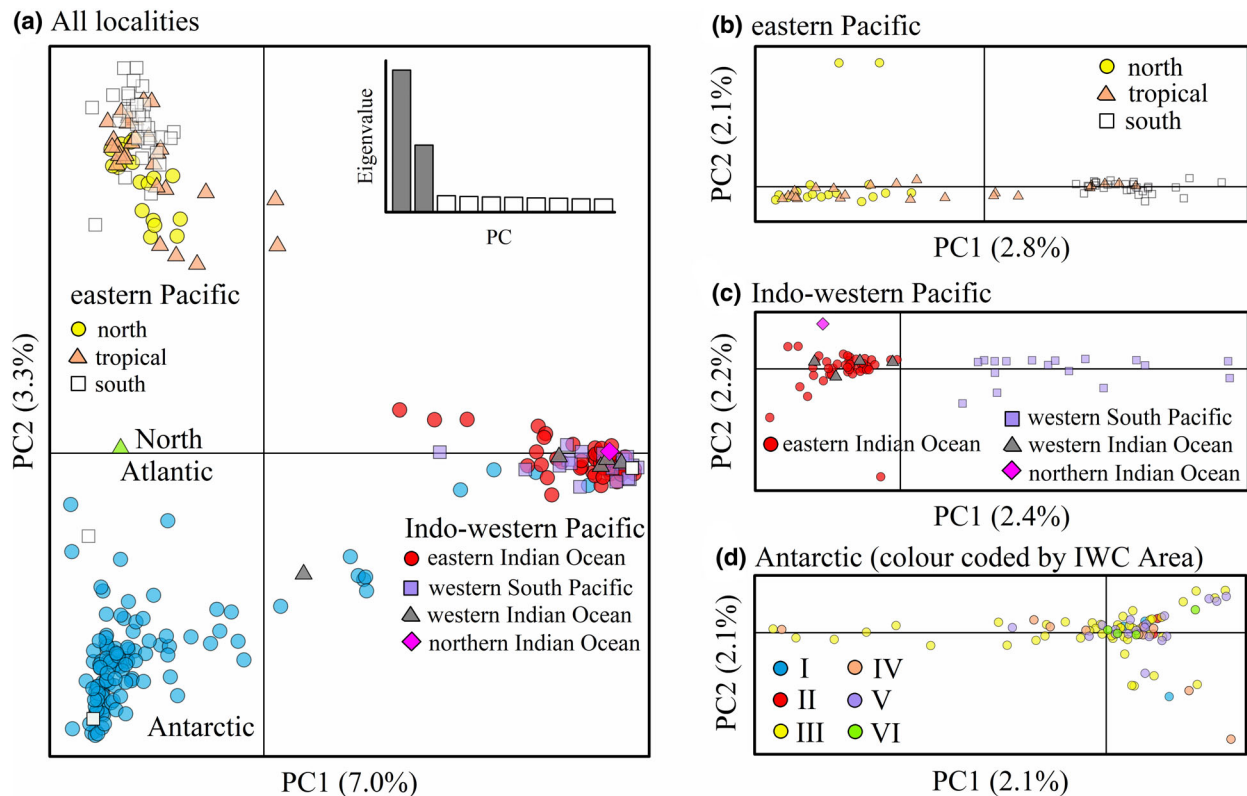 (a) All localities
Eigenvalue
PC
eastern Pacific
north
tropical
south
North
Atlantic
Indo-western Pacific
eastern Indian Ocean
western South Pacific
western Indian Ocean
northern Indian Ocean
Antarctic
PC2 (3.3%)
PC1 (7.0%)
(b) eastern Pacific
north
tropical
south
PC2 (2.1%)
PC1 (2.8%)
(c) Indo-western Pacific
western South Pacific
eastern Indian Ocean
western Indian Ocean
northern Indian Ocean
PC2 (2.2%)
PC1 (2.4%)
(d) Antarctic (colour coded by IWC Area)
I IV
II V
III VI
PC2 (2.1%)
PC1 (2.1%)